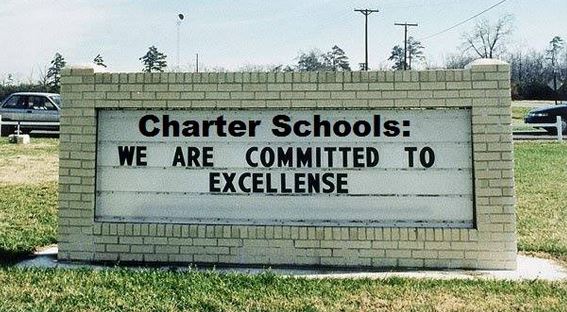 Charter Schools:
WE ARE COMMITTED TO
EXCELLENSE